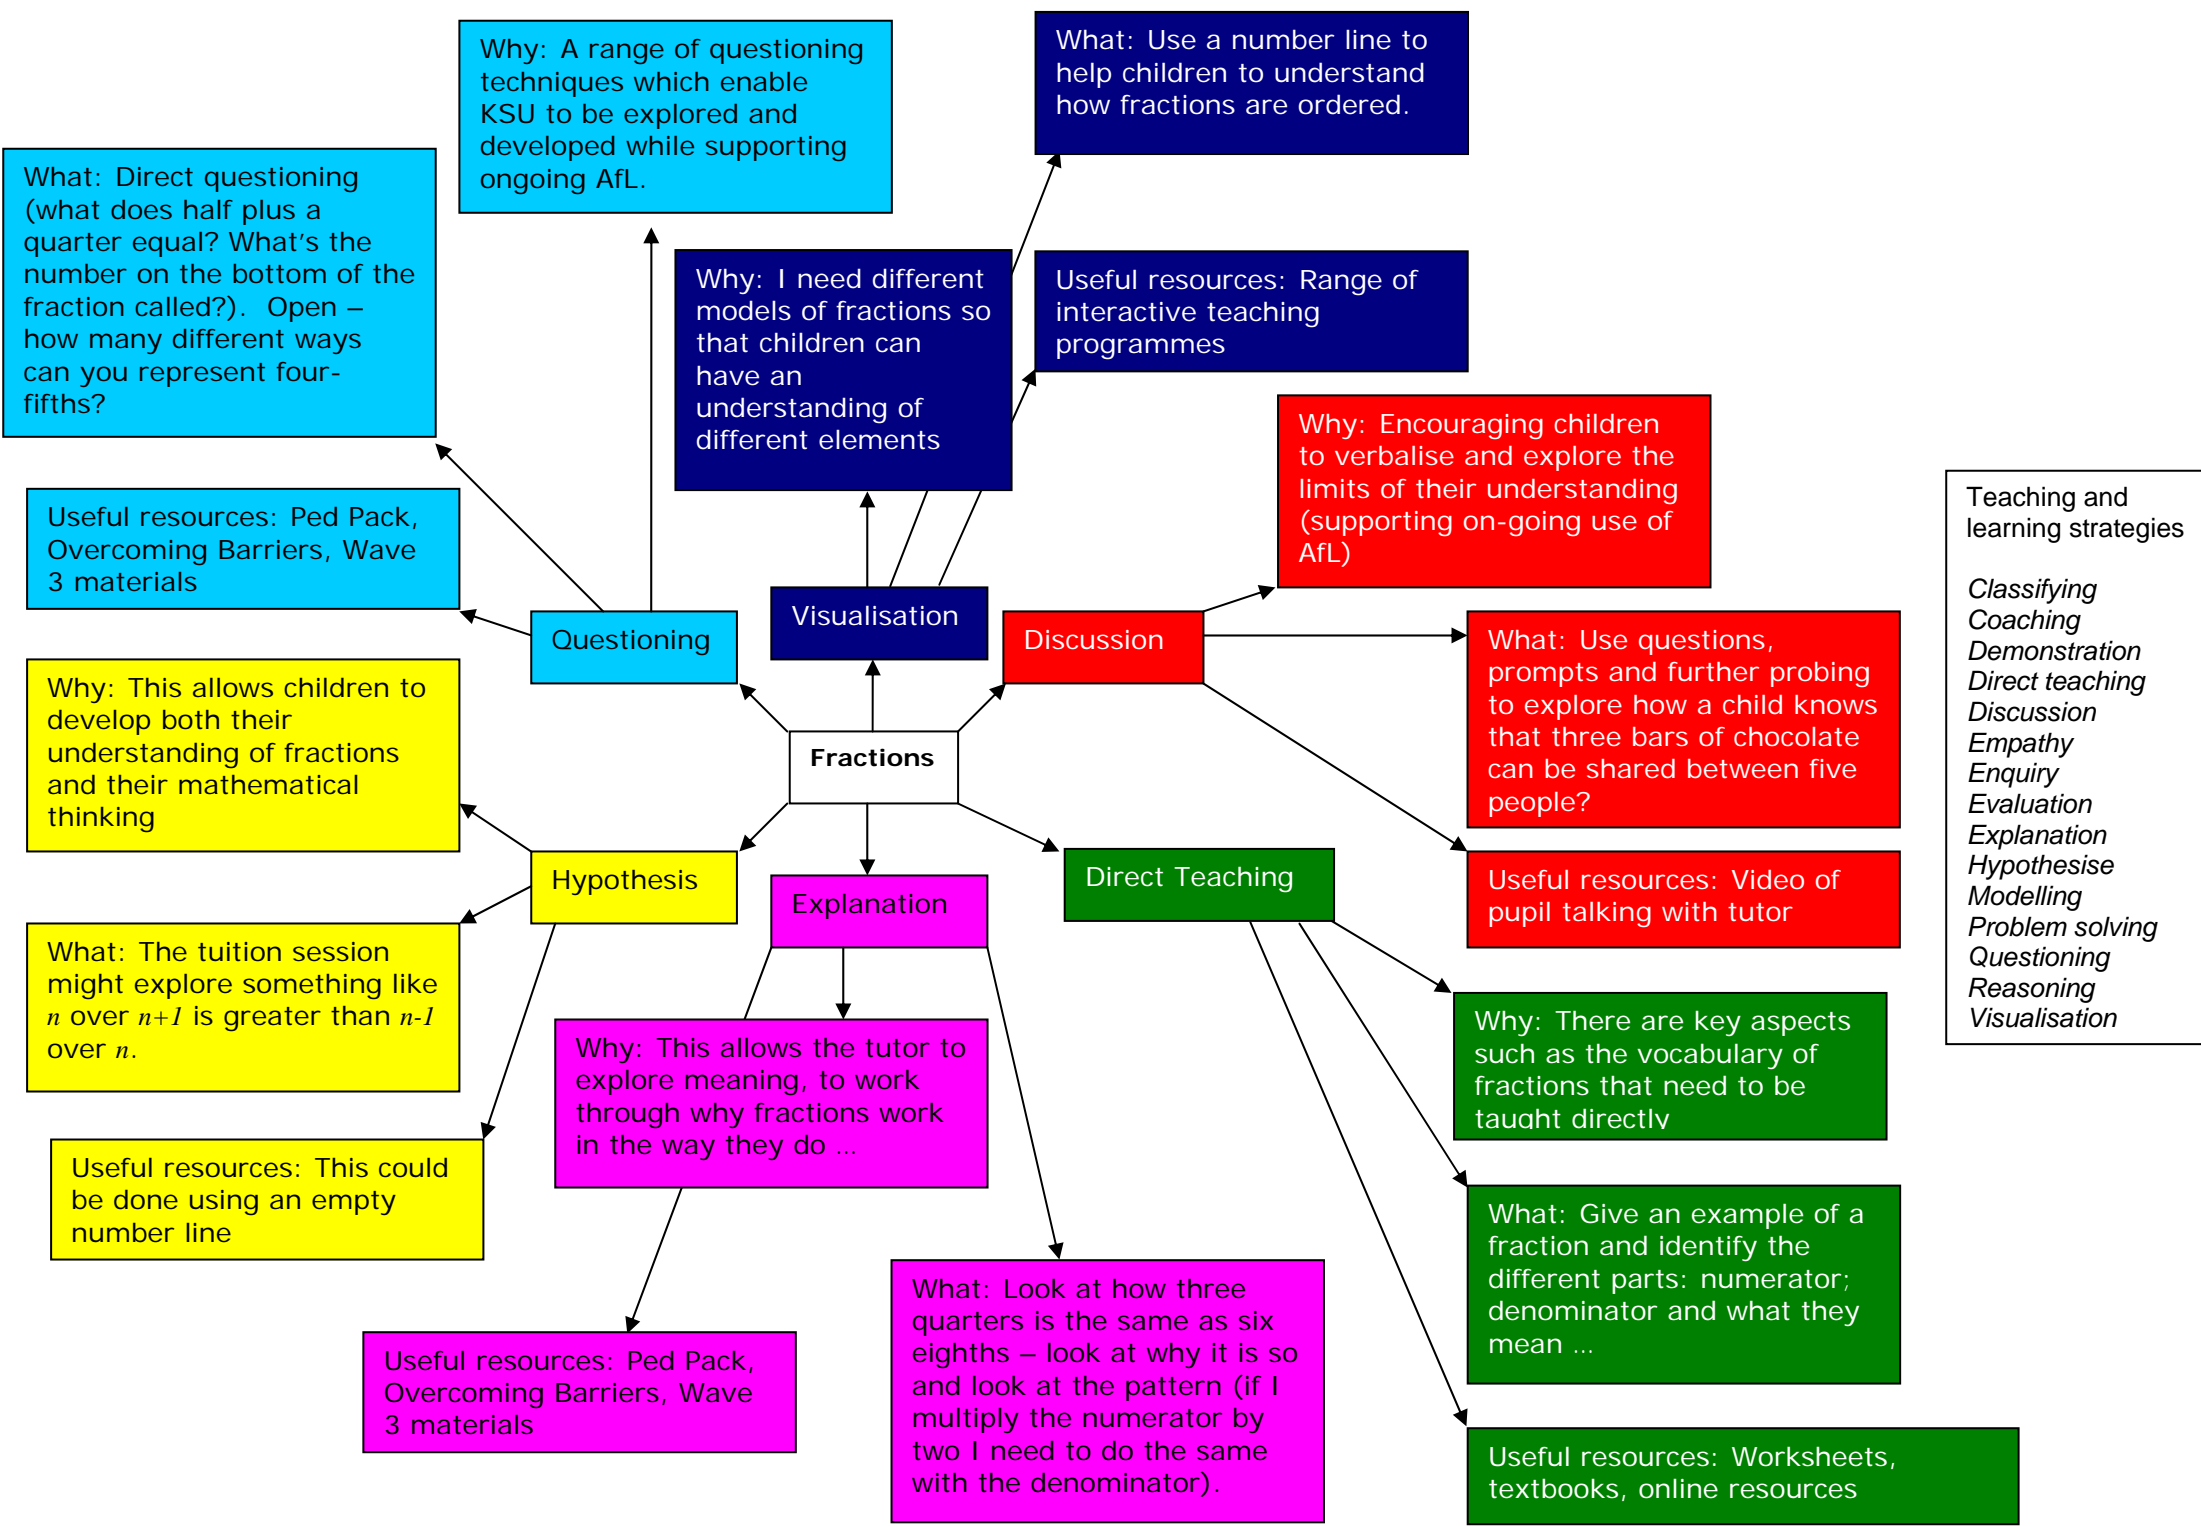 Why: A range of questioning
techniques which enable
KSU to be explored and
developed while supporting
ongoing AfL.
What: Use a number line to
help children to understand
how fractions are ordered.
What: Direct questioning
(what does half plus a
quarter equal? What's the
number on the bottom of the
fraction called?).  Open –
how many different ways
can you represent four-
fifths?
Why: I need different
models of fractions so
that children can
have an
understanding of
different elements
Useful resources: Range of
interactive teaching
programmes
Why: Encouraging children
to verbalise and explore the
limits of their understanding
(supporting on-going use of
AfL)
Useful resources: Ped Pack,
Overcoming Barriers, Wave
3 materials
Questioning
Visualisation
Discussion
What: Use questions,
prompts and further probing
to explore how a child knows
that three bars of chocolate
can be shared between five
people?
Teaching and
learning strategies
Classifying
Coaching
Demonstration
Direct teaching
Discussion
Empathy
Enquiry
Evaluation
Explanation
Hypothesise
Modelling
Problem solving
Questioning
Reasoning
Visualisation
Why: This allows children to
develop both their
understanding of fractions
and their mathematical
thinking
Fractions
Hypothesis
Explanation
Direct Teaching
Useful resources: Video of
pupil talking with tutor
What: The tuition session
might explore something like
n over n+1 is greater than n-1
over n.
Why: This allows the tutor to
explore meaning, to work
through why fractions work
in the way they do …
Why: There are key aspects
such as the vocabulary of
fractions that need to be
taught directly
Useful resources: This could
be done using an empty
number line
What: Give an example of a
fraction and identify the
different parts: numerator;
denominator and what they
mean …
Useful resources: Ped Pack,
Overcoming Barriers, Wave
3 materials
What: Look at how three
quarters is the same as six
eighths – look at why it is so
and look at the pattern (if I
multiply the numerator by
two I need to do the same
with the denominator).
Useful resources: Worksheets,
textbooks, online resources